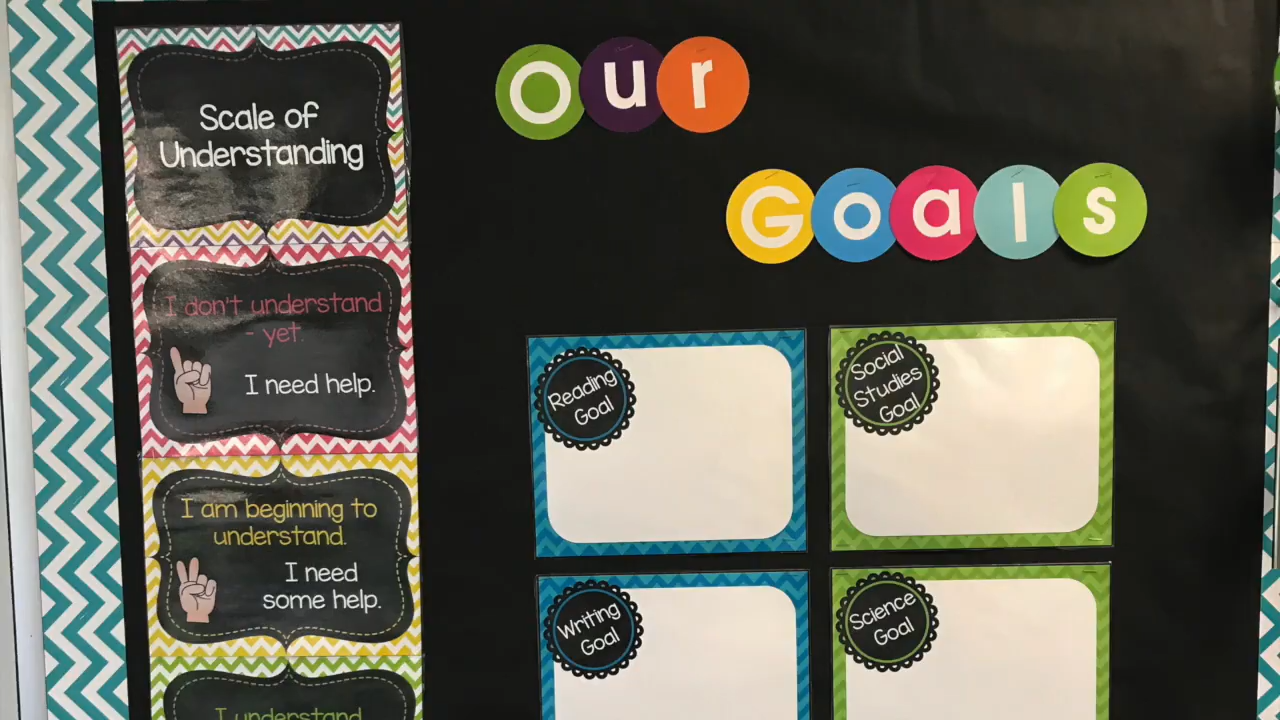 Scale of
Understanding
I don't understand
- yet.
I need help.
I am beginning to
understand.
I need
some help.
I understand
Our
Goals
Reading
Goal
Social
Studies
Goal
Writing
Goal
Science
Goal